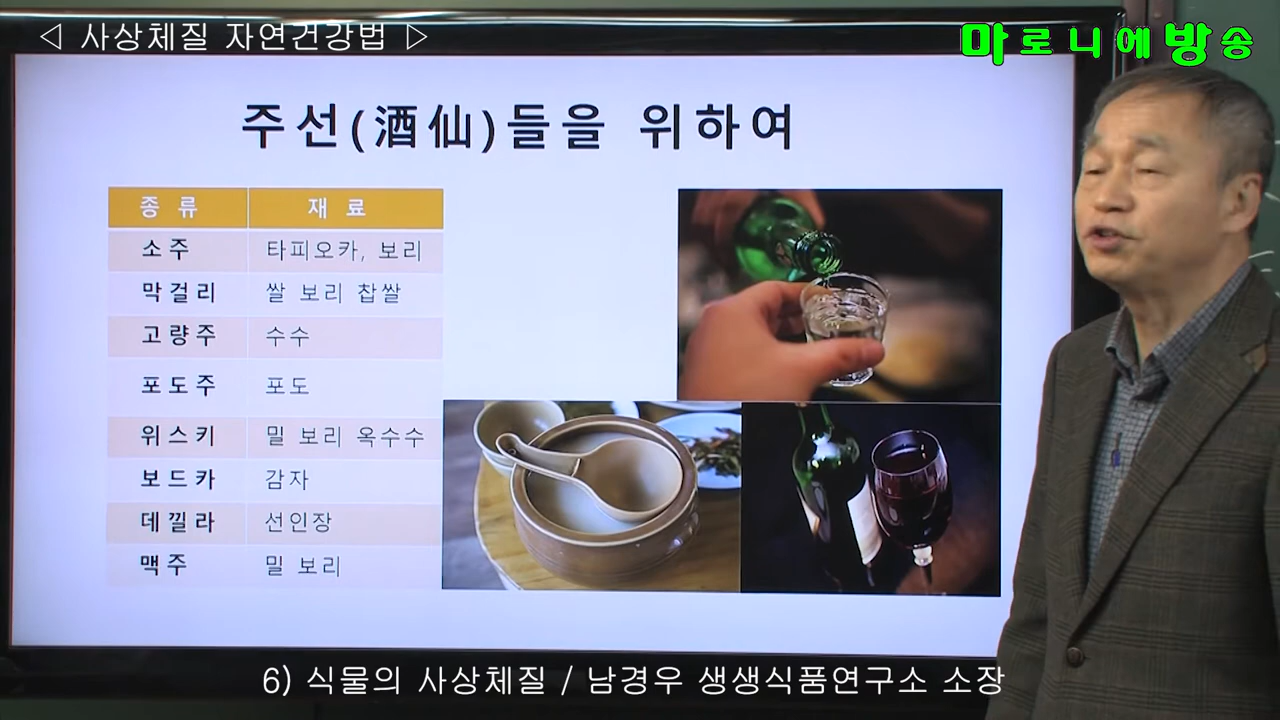 ◁ 사상체질 자연건강법 ▷
마로니에방송
주선(酒仙)들을 위하여
종류 재료
소주 타피오카, 보리
막걸리 쌀 보리 찹쌀
고량주 수수
포도주 포도
위스키 밀 보리 옥수수
보드카 감자
데낄라 선인장
맥주 밀 보리
6) 식물의 사상체질 / 남경우 생생식품연구소 소장